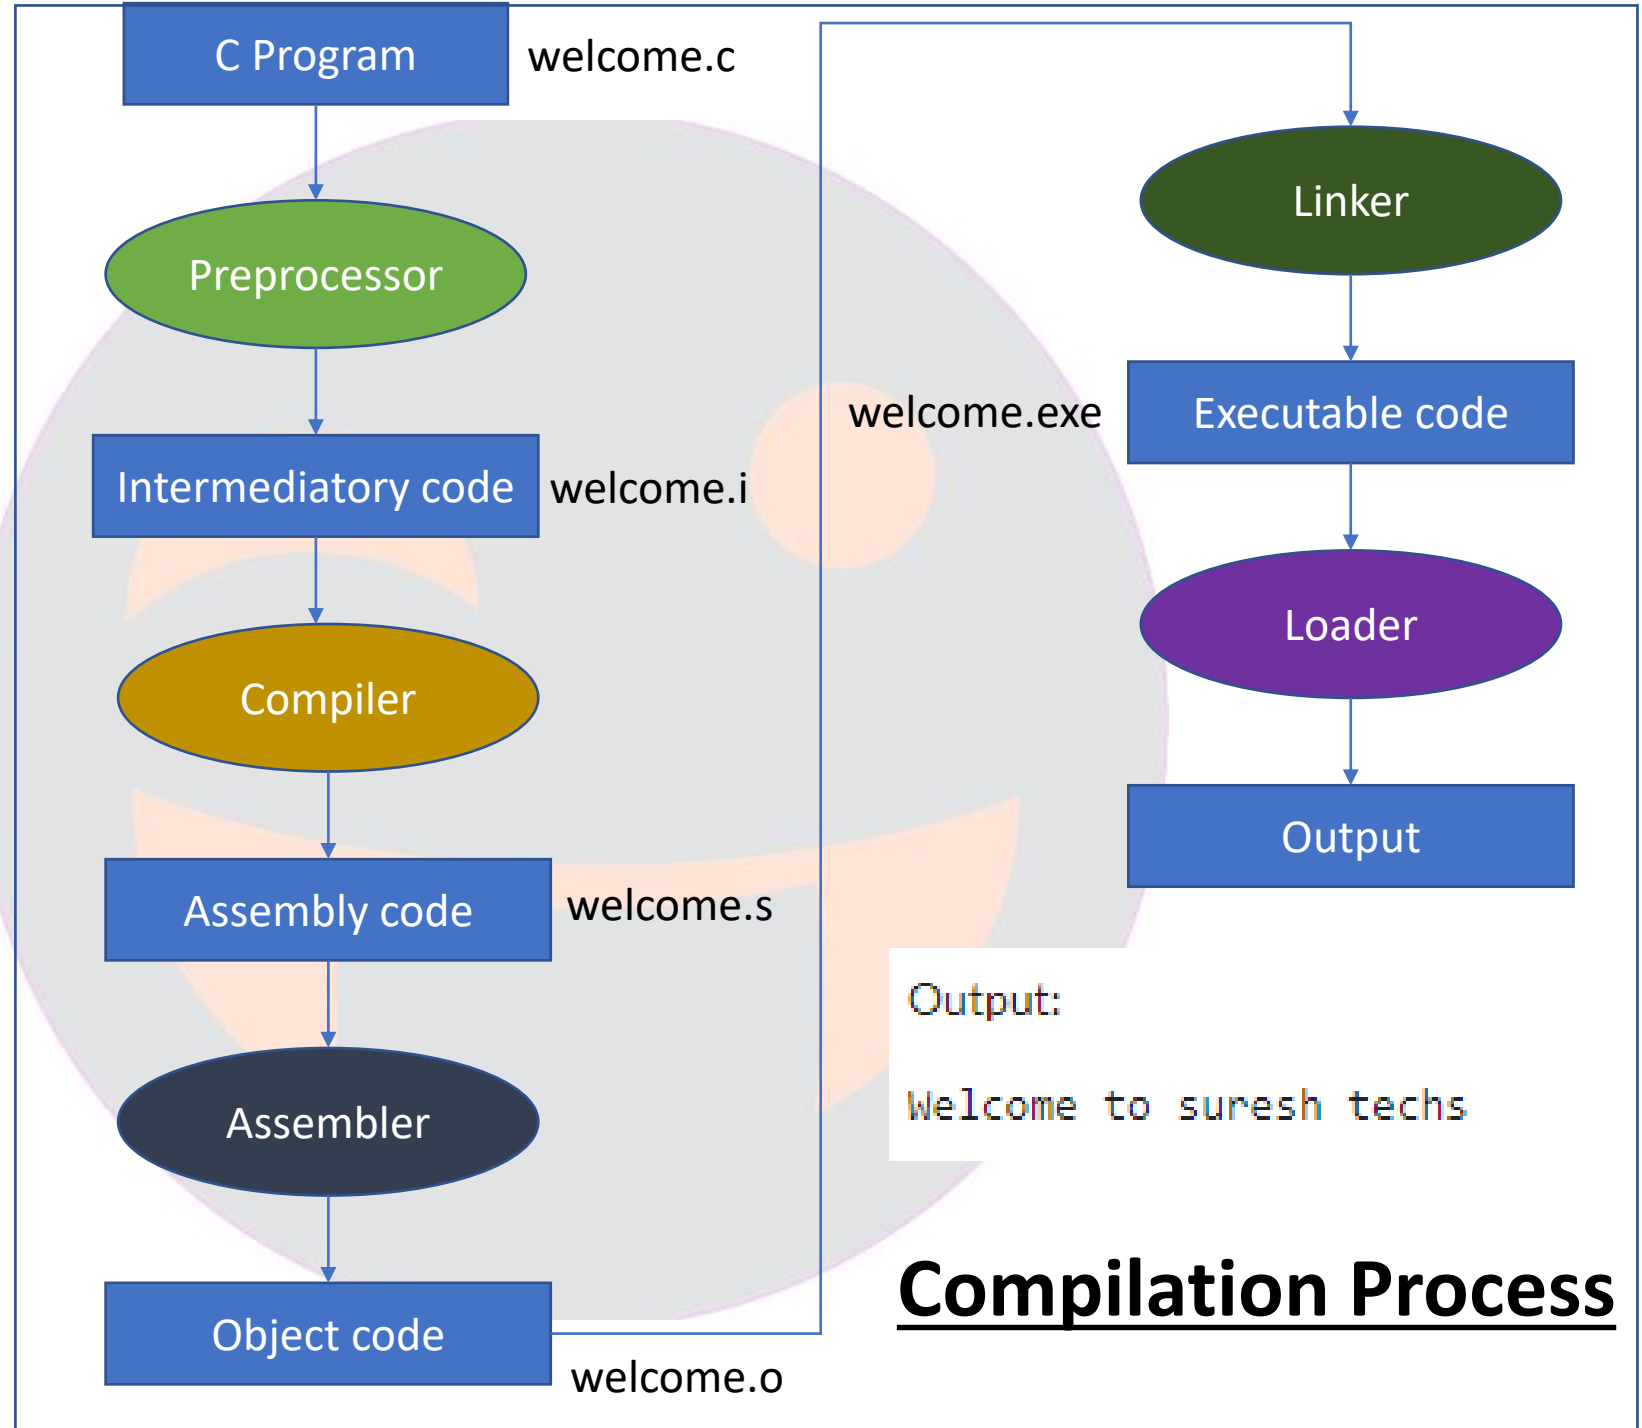 C Program
welcome.c
Preprocessor
Intermediatory code
welcome.i
Compiler
Assembly code
welcome.s
Assembler
Object code
welcome.o
Linker
welcome.exe
Executable code
Loader
Output
Output:
Welcome to suresh techs
Compilation Process